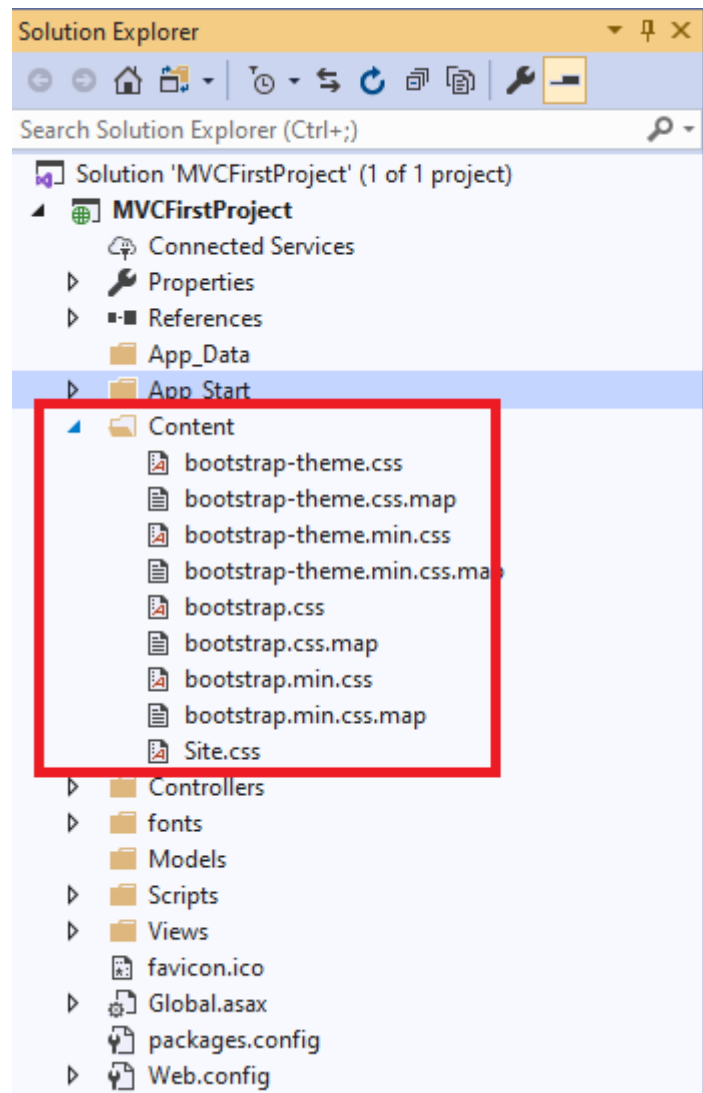 Solution Explorer
Search Solution Explorer (Ctrl+;)
Solution 'MVCFirstProject' (1 of 1 project)
MVCFirstProject
Connected Services
Properties
References
App_Data
App_Start
Content
bootstrap-theme.css
bootstrap-theme.css.map
bootstrap-theme.min.css
bootstrap-theme.min.css.map
bootstrap.css
bootstrap.css.map
bootstrap.min.css
bootstrap.min.css.map
Site.css
Controllers
fonts
Models
Scripts
Views
favicon.ico
Global.asax
packages.config
Web.config